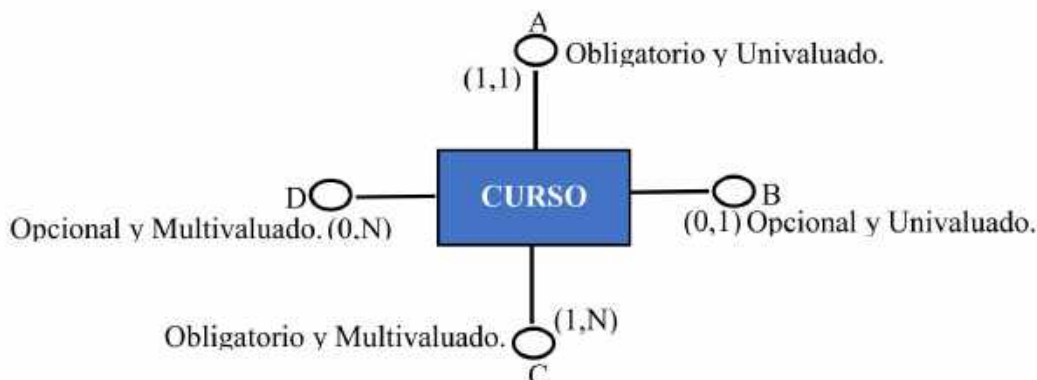 A
Obligatorio y Univaluado.
(1,1)
D
CURSO
B
Opcional y Multivaluado. (0,N)
(0,1) Opcional y Univaluado.
(1,N)
Obligatorio y Multivaluado.
C